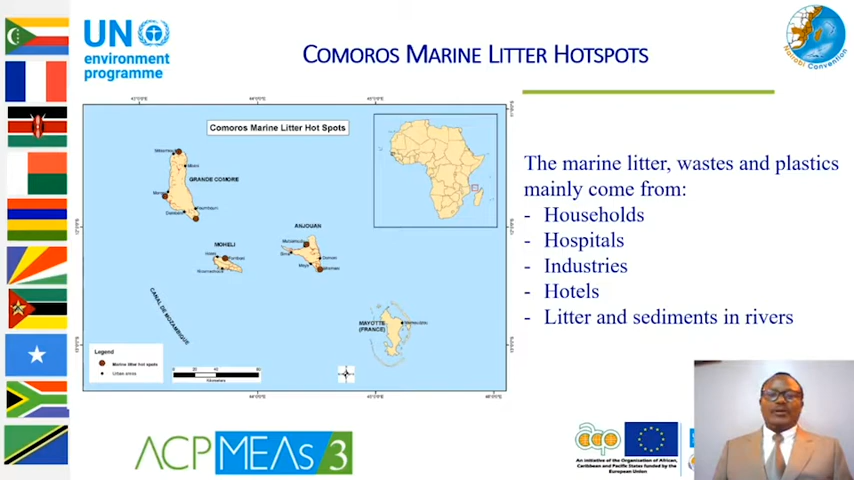 UN
environment
programme
COMOROS MARINE LITTER HOTSPOTS
Nairobi Convention
Comoros Marine Litter Hot Spots
GRANDE COMORE
ANJOUAN
MOHELI
MAYOTTE
(FRANCE)
CANAL DE MOZAMBIQUE
Legend
Marine litter hot spots
Urban areas
Kilometers
The marine litter, wastes and plastics
mainly come from:
- Households
- Hospitals
- Industries
- Hotels
- Litter and sediments in rivers
ACP MEAs 3
acp
An initiative of the Organisation of African,
Caribbean and Pacific States funded by the
European Union